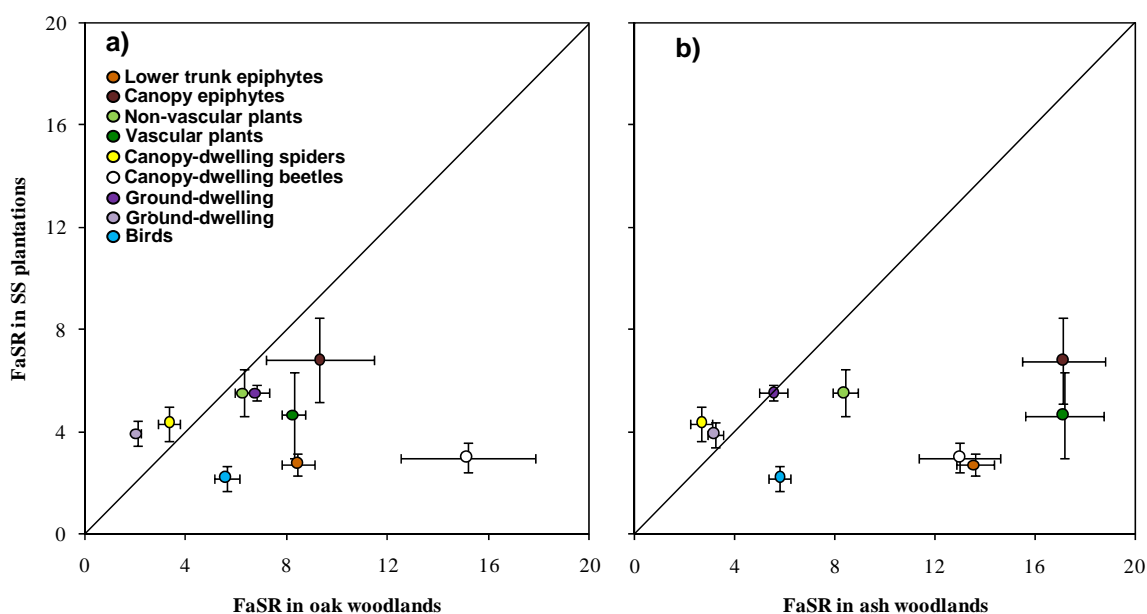 a)
Lower trunk epiphytes
Canopy epiphytes
Non-vascular plants
Vascular plants
Canopy-dwelling spiders
Canopy-dwelling beetles
Ground-dwelling
Ground-dwelling
Birds
20
16
12
8
4
0
FaSR in SS plantations
0 4 8 12 16 20
FaSR in oak woodlands
b)
0 4 8 12 16 20
FaSR in ash woodlands